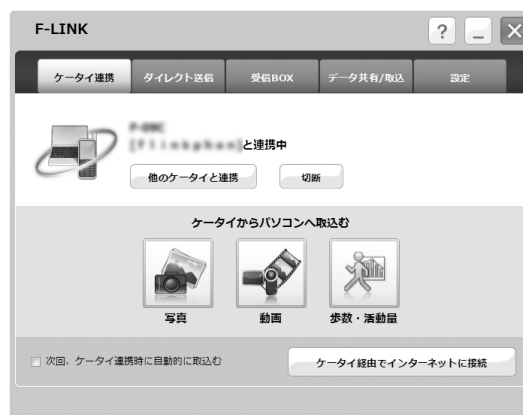 F-LINK
?
ケータイ連携 ダイレクト送信 受信BOX データ共有/取込 設定
と連携中
他のケータイと連携 切断
ケータイからパソコンへ取込む
写真 動画 歩数・活動量
次回、ケータイ連携時に自動的に取込む
ケータイ経由でインターネットに接続